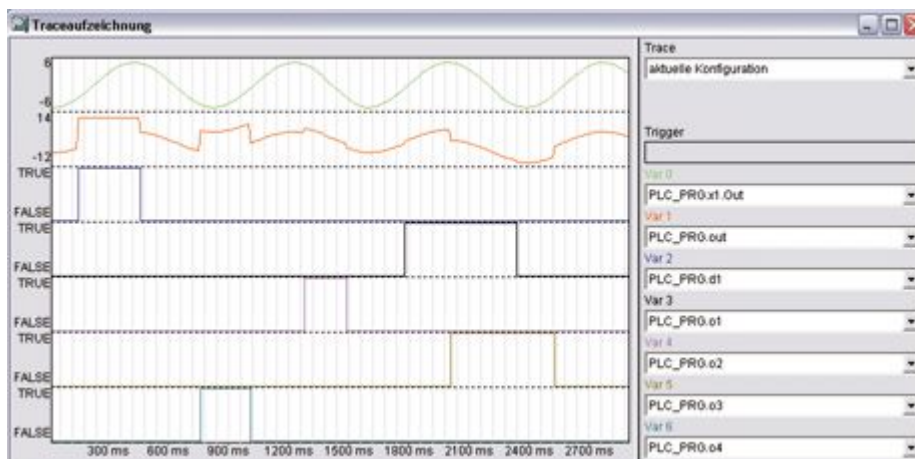 Traceaufzeichnung
6
-6
14
-12
TRUE
FALSE
TRUE
FALSE
TRUE
FALSE
TRUE
FALSE
TRUE
FALSE
300 ms 600 ms 900 ms 1200 ms 1500 ms 1800 ms 2100 ms 2400 ms 2700 ms
Trace
aktuelle Konfiguration
Trigger
Var 0
PLC_PRG.x1.Out
Var 1
PLC_PRG.out
Var 2
PLC_PRG.d1
Var 3
PLC_PRG.o1
Var 4
PLC_PRG.o2
Var 5
PLC_PRG.o3
Var 6
PLC_PRG.o4